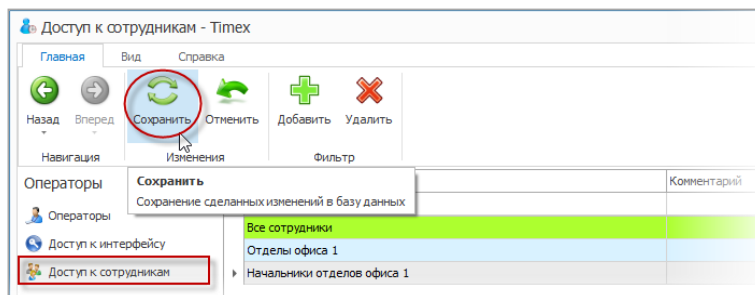 Доступ к сотрудникам - Timex
Главная Вид Справка
Назад Вперед Сохранить Отменить Добавить Удалить
Навигация Изменения Фильтр
Операторы
Сохранить
Комментарий
Сохранение сделанных изменений в базу данных
Операторы
Все сотрудники
Доступ к интерфейсу
Отделы офиса 1
Доступ к сотрудникам
Начальники отделов офиса 1